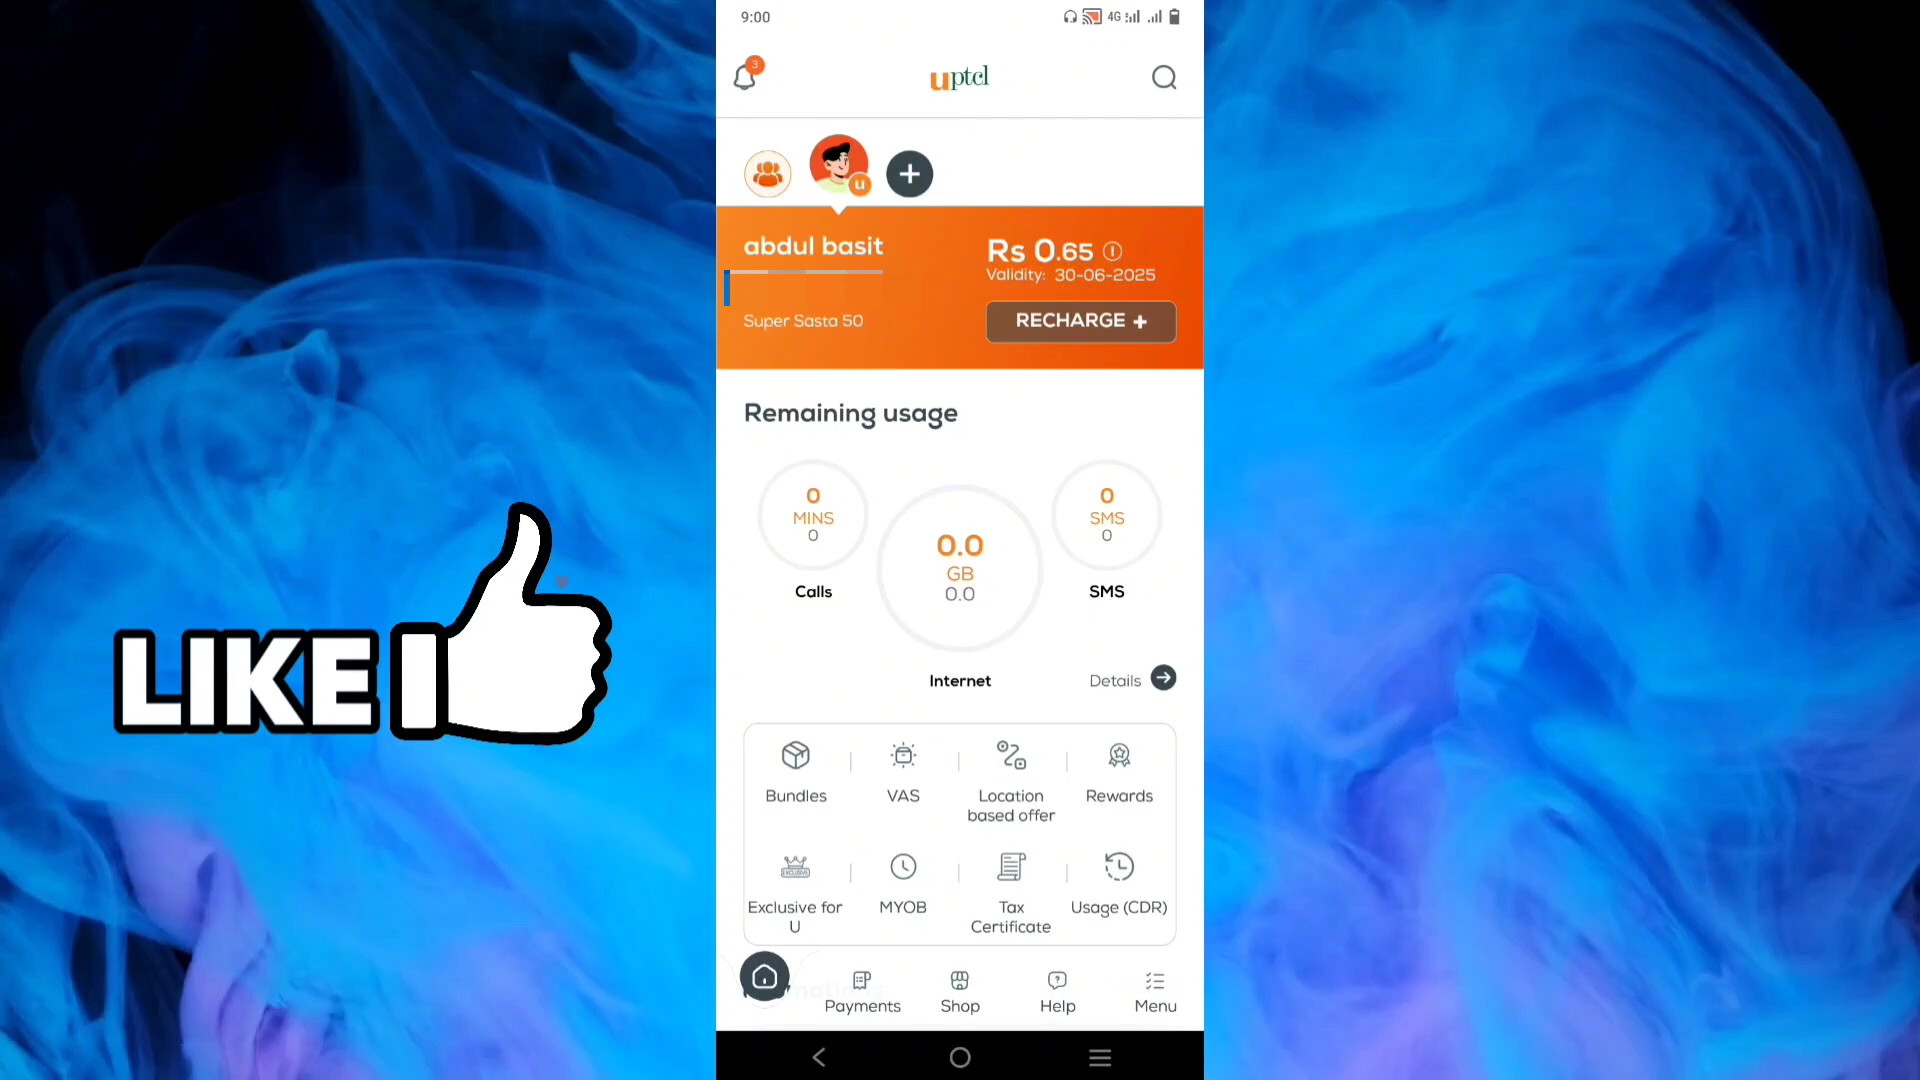 9:00
4G
3
uptcl
u
abdul basit
Rs 0.65
Validity: 30-06-2025
Super Sasta 50
RECHARGE +
Remaining usage
0
MINS
0
Calls
0.0
GB
0.0
Internet
0
SMS
0
SMS
Details
Bundles
VAS
Location
based offer
Rewards
EXCLUSIVE
Exclusive for
U
MYOB
Tax
Certificate
Usage (CDR)
Payments
Shop
Help
Menu
LIKE